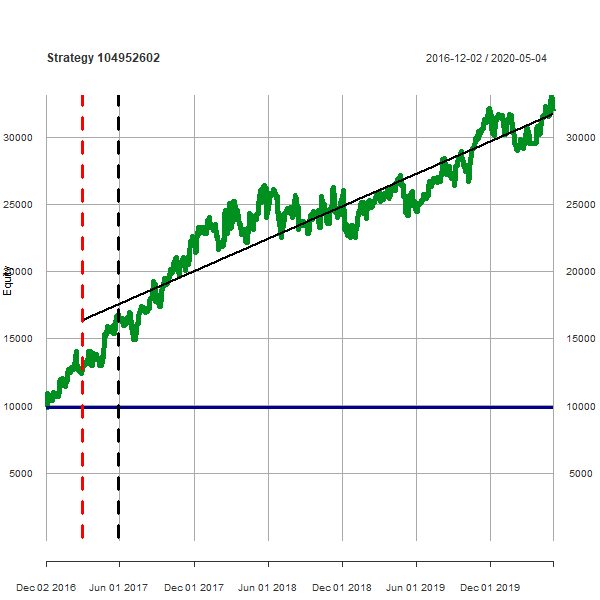 Strategy 104952602
2016-12-02 / 2020-05-04
30000
30000
25000
25000
20000
20000
Equity
15000
15000
10000
10000
5000
5000
Dec 02 2016
Jun 01 2017
Dec 01 2017
Jun 01 2018
Dec 01 2018
Jun 01 2019
Dec 01 2019